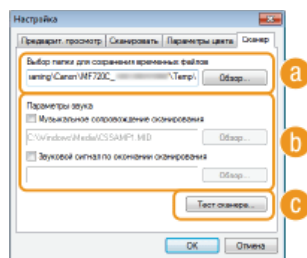 Настройка
Предварит. просмотр Сканировать Параметры цвета Сканер
Выбор папки для сохранения временных файлов
aming\Canon\MF720C_ \Temp\ Обзор...
a
Параметры звука
Музыкальное сопровождение сканирования
C:\Windows\Media\CSSAMP1.MID Обзор...
b
Звуковой сигнал по окончании сканирования
Обзор...
Тест сканера...
c
OK Отмена